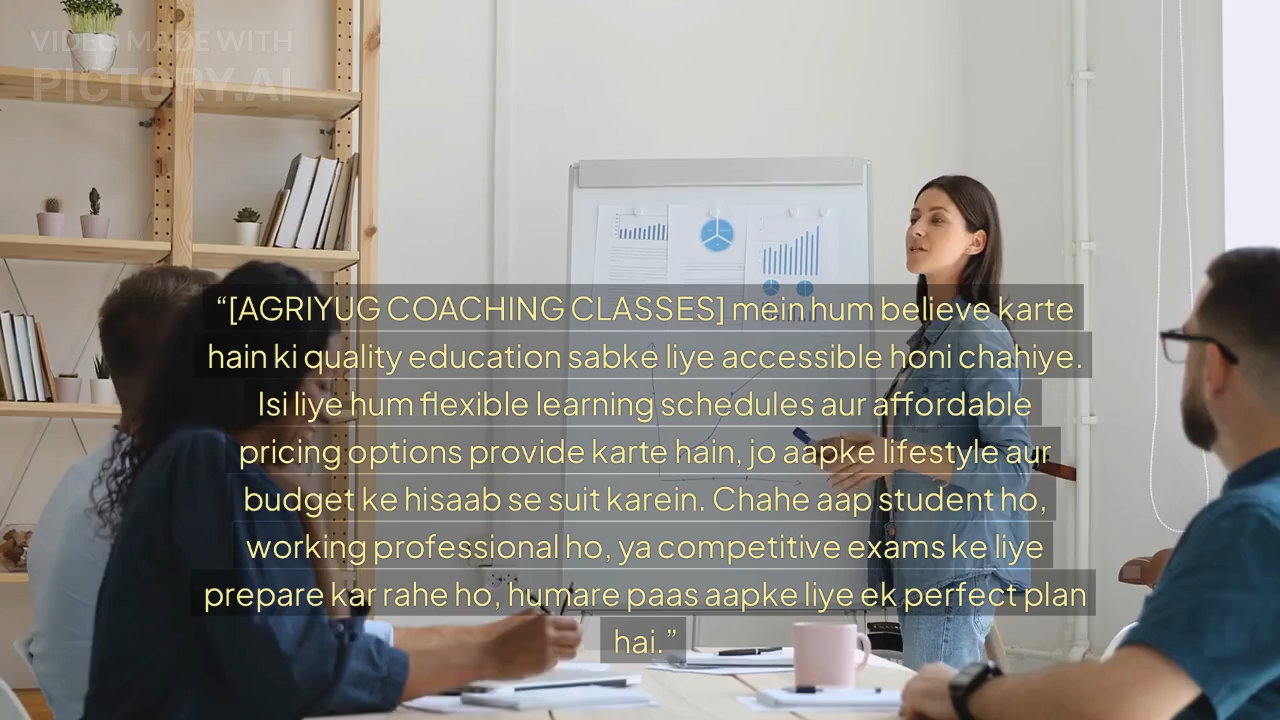 VIDEO MADE WITH
PICTORY.AI
“[AGRIYUG COACHING CLASSES] mein hum believe karte
hain ki quality education sabke liye accessible honi chahiye.
Isi liye hum flexible learning schedules aur affordable
pricing options provide karte hain, jo aapke lifestyle aur
budget ke hisaab se suit karein. Chahe aap student ho,
working professional ho, ya competitive exams ke liye
prepare kar rahe ho, humare paas aapke liye ek perfect plan
hai.”